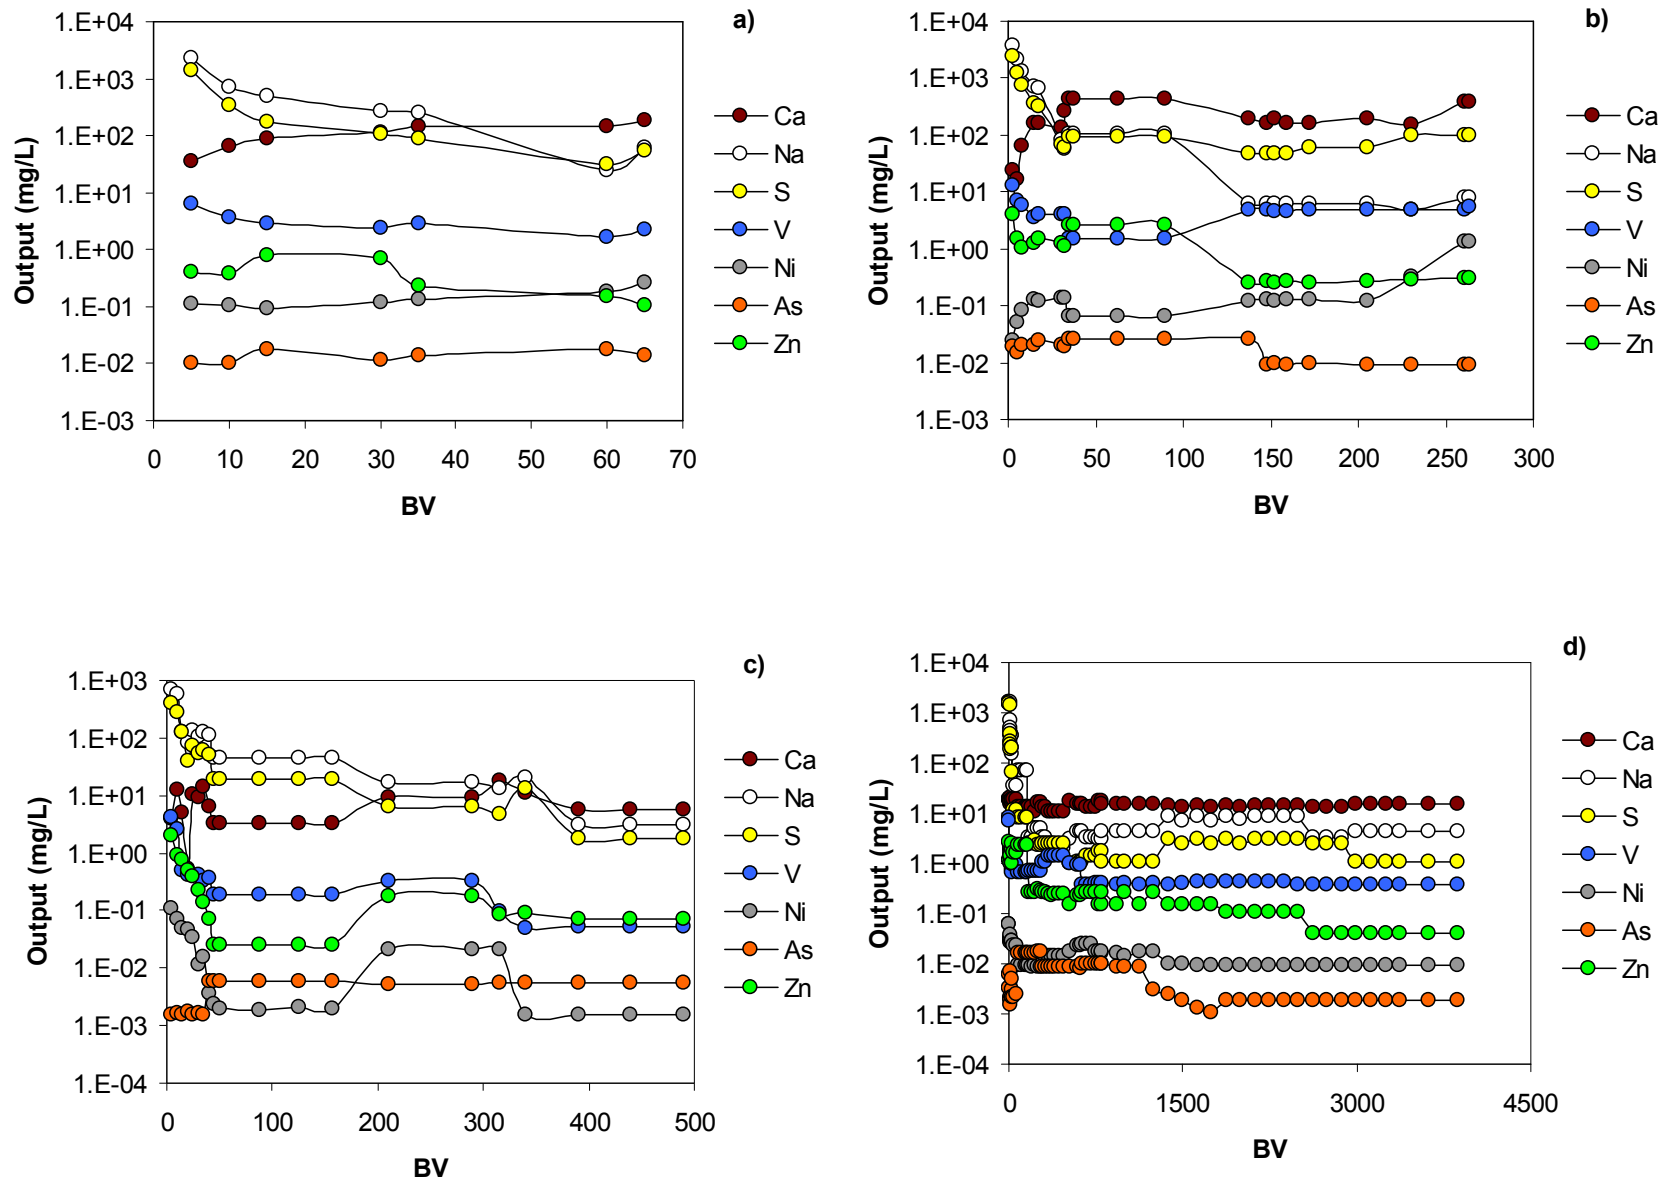 a)
1.E+04
1.E+03
1.E+02
1.E+01
1.E+00
1.E-01
1.E-02
1.E-03
Output (mg/L)
0 10 20 30 40 50 60 70
BV
Ca
Na
S
V
Ni
As
Zn
b)
1.E+04
1.E+03
1.E+02
1.E+01
1.E+00
1.E-01
1.E-02
1.E-03
Output (mg/L)
0 50 100 150 200 250 300
BV
Ca
Na
S
V
Ni
As
Zn
c)
1.E+03
1.E+02
1.E+01
1.E+00
1.E-01
1.E-02
1.E-03
1.E-04
Output (mg/L)
0 100 200 300 400 500
BV
Ca
Na
S
V
Ni
As
Zn
d)
1.E+04
1.E+03
1.E+02
1.E+01
1.E+00
1.E-01
1.E-02
1.E-03
1.E-04
Output (mg/L)
0 1500 3000 4500
BV
Ca
Na
S
V
Ni
As
Zn